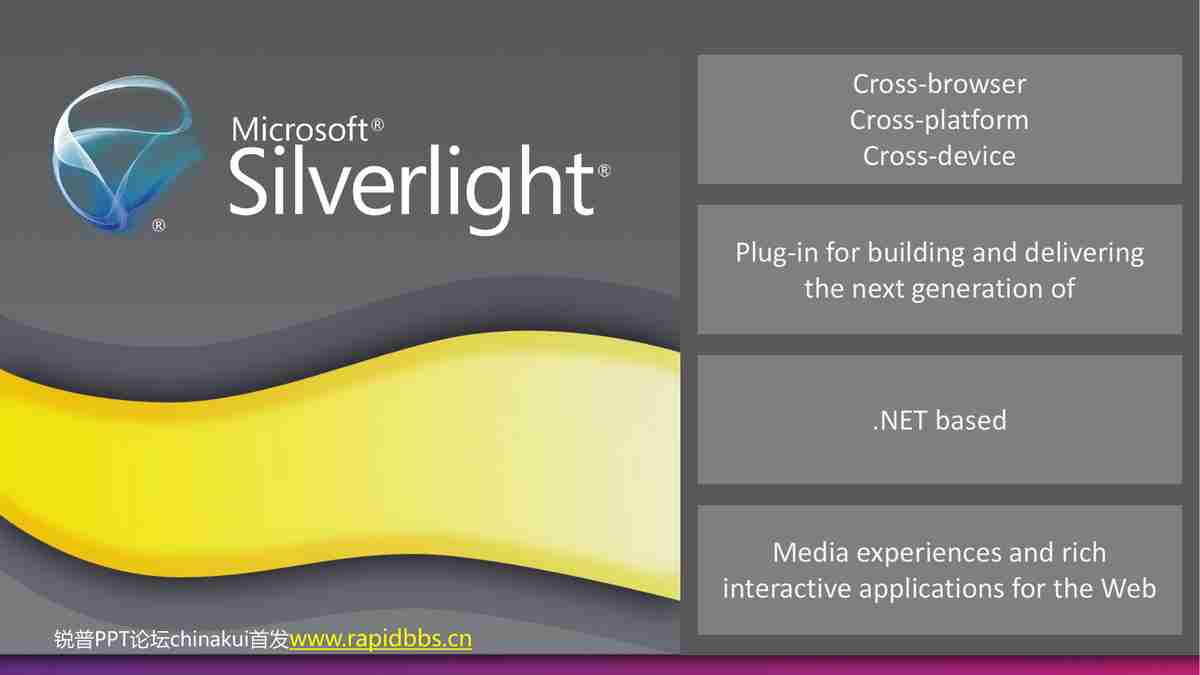 Microsoft®
Silverlight®
®
Cross-browser
Cross-platform
Cross-device
Plug-in for building and delivering
the next generation of
.NET based
Media experiences and rich
interactive applications for the Web
锐普PPT论坛chinakui首发www.rapidbbs.cn